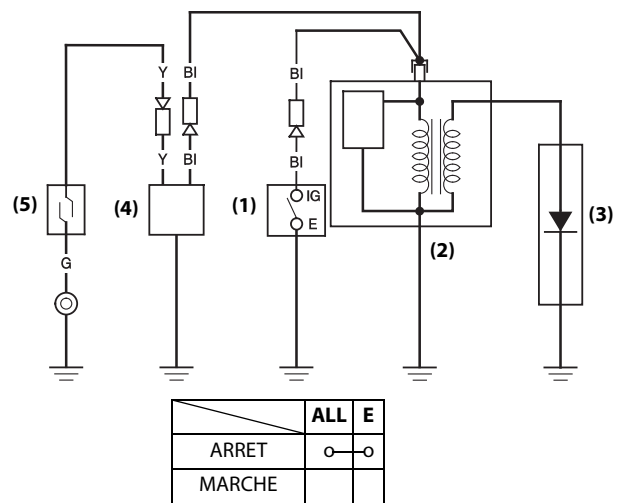 Y
BI
BI
Y
BI
BI
(5)
(4)
(1)
IG
E
(2)
(3)
G
ALL E
ARRET
MARCHE